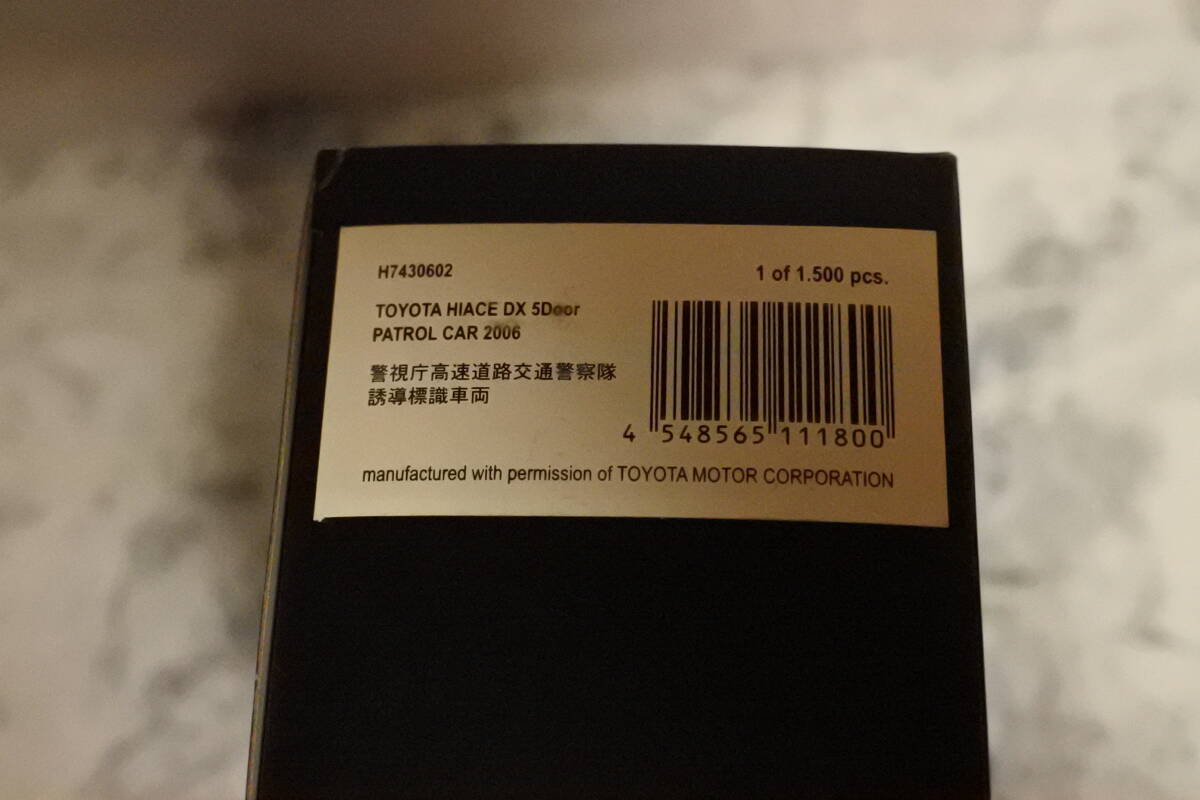 H7430602
1 of 1.500 pcs.
TOYOTA HIACE DX 5Door
PATROL CAR 2006
警視庁高速道路交通警察隊
誘導標識車両
4 548565 111800
manufactured with permission of TOYOTA MOTOR CORPORATION